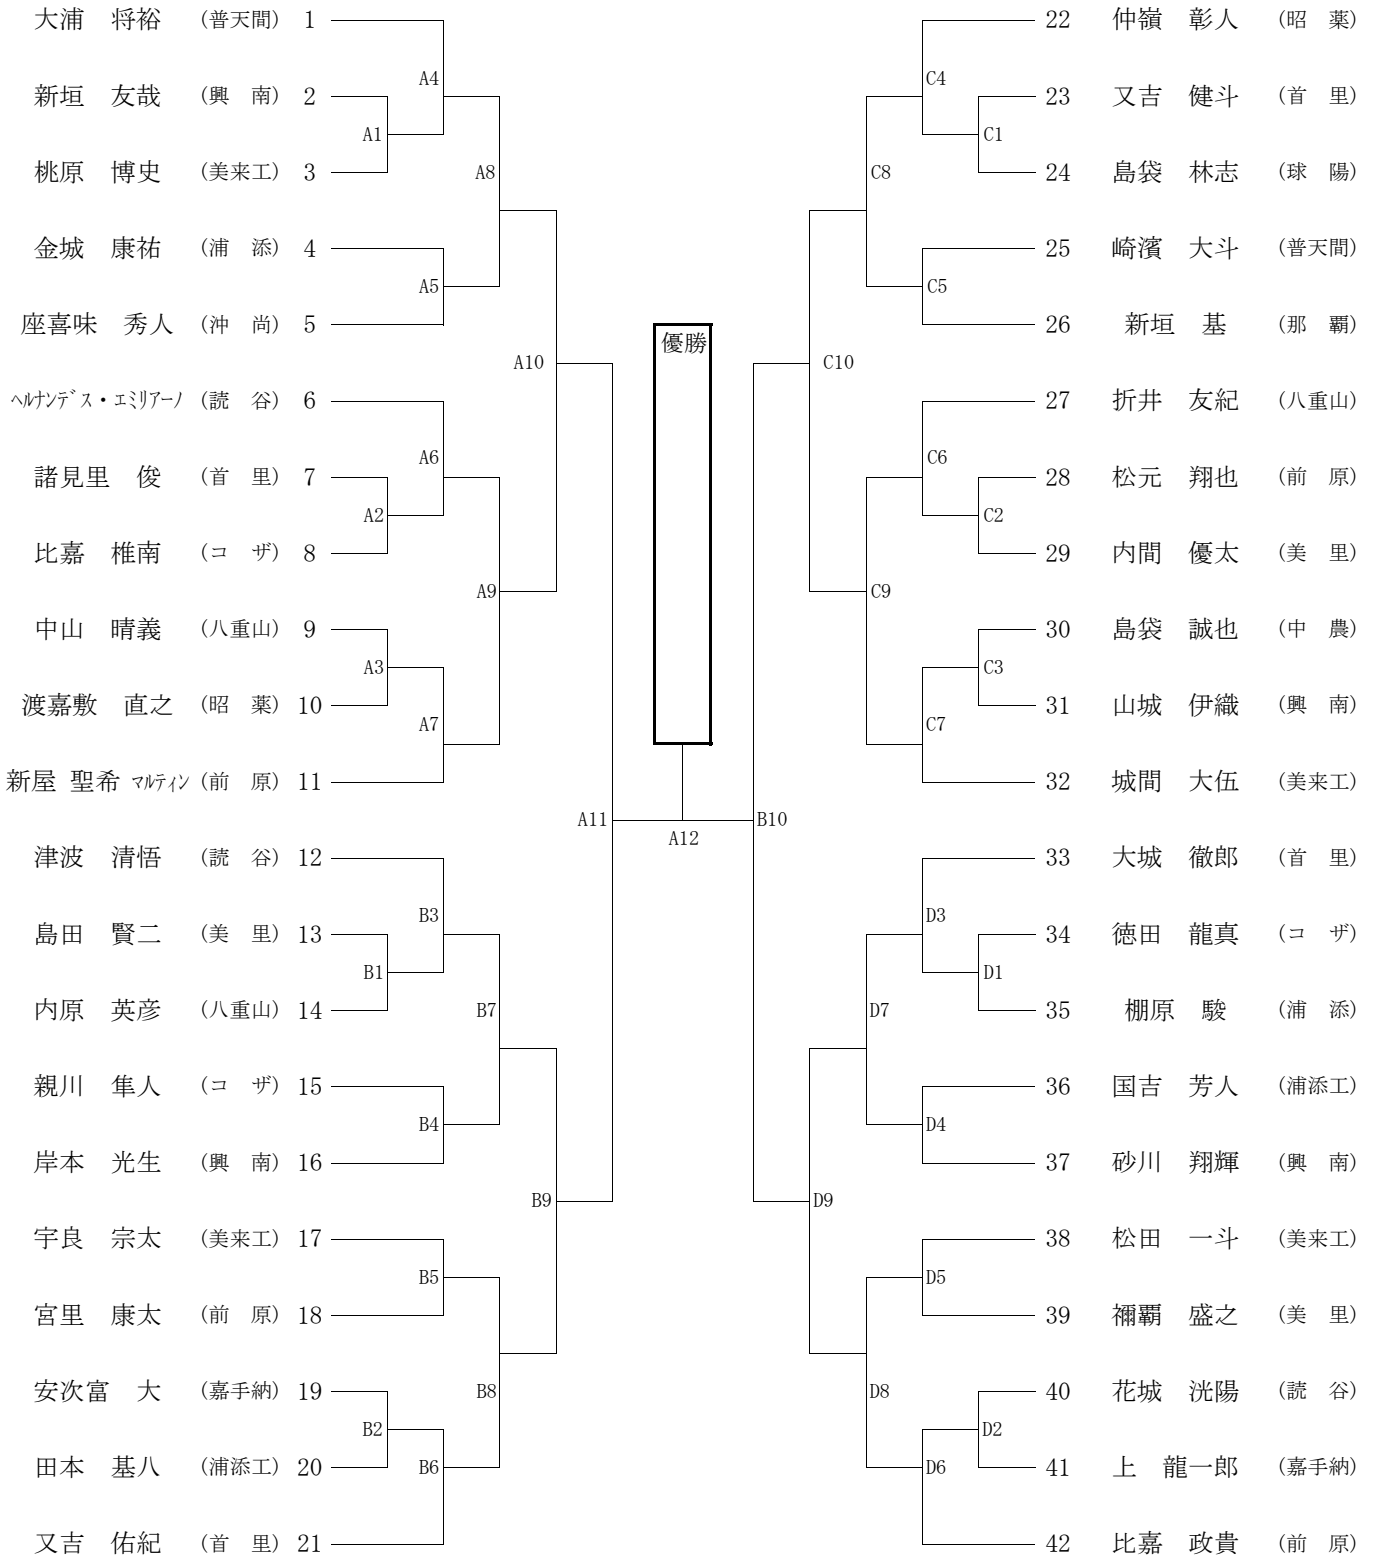 大浦　将裕 （普天間） 1
新垣　友哉 （興　南） 2
桃原　博史 （美来工） 3
金城　康祐 （浦　添） 4
座喜味　秀人 （沖　尚） 5
ヘルナンデス・エミリアーノ （読　谷） 6
諸見里　俊 （首　里） 7
比嘉　椎南 （コ　ザ） 8
中山　晴義 （八重山） 9
渡嘉敷　直之 （昭　薬） 10
新屋 聖希 マルティン （前　原） 11
津波　清悟 （読　谷） 12
島田　賢二 （美　里） 13
内原　英彦 （八重山） 14
親川　隼人 （コ　ザ） 15
岸本　光生 （興　南） 16
宇良　宗太 （美来工） 17
宮里　康太 （前　原） 18
安次富　大 （嘉手納） 19
田本　基八 （浦添工） 20
又吉　佑紀 （首　里） 21
A4
A1
A8
A5
A10
A6
A2
A9
A3
A7
A11
B3
B1
B7
B4
B9
B5
B8
B2
B6
優勝
A12
C4
C1
C8
C5
C10
C6
C2
C9
C3
C7
B10
D3
D1
D7
D4
D9
D5
D8
D2
D6
22 仲嶺　彰人 （昭　薬）
23 又吉　健斗 （首　里）
24 島袋　林志 （球　陽）
25 崎濱　大斗 （普天間）
26 新垣　基 （那　覇）
27 折井　友紀 （八重山）
28 松元　翔也 （前　原）
29 内間　優太 （美　里）
30 島袋　誠也 （中　農）
31 山城　伊織 （興　南）
32 城間　大伍 （美来工）
33 大城　徹郎 （首　里）
34 徳田　龍真 （コ　ザ）
35 棚原　駿 （浦　添）
36 国吉　芳人 （浦添工）
37 砂川　翔輝 （興　南）
38 松田　一斗 （美来工）
39 禰覇　盛之 （美　里）
40 花城　洸陽 （読　谷）
41 上　龍一郎 （嘉手納）
42 比嘉　政貴 （前　原）